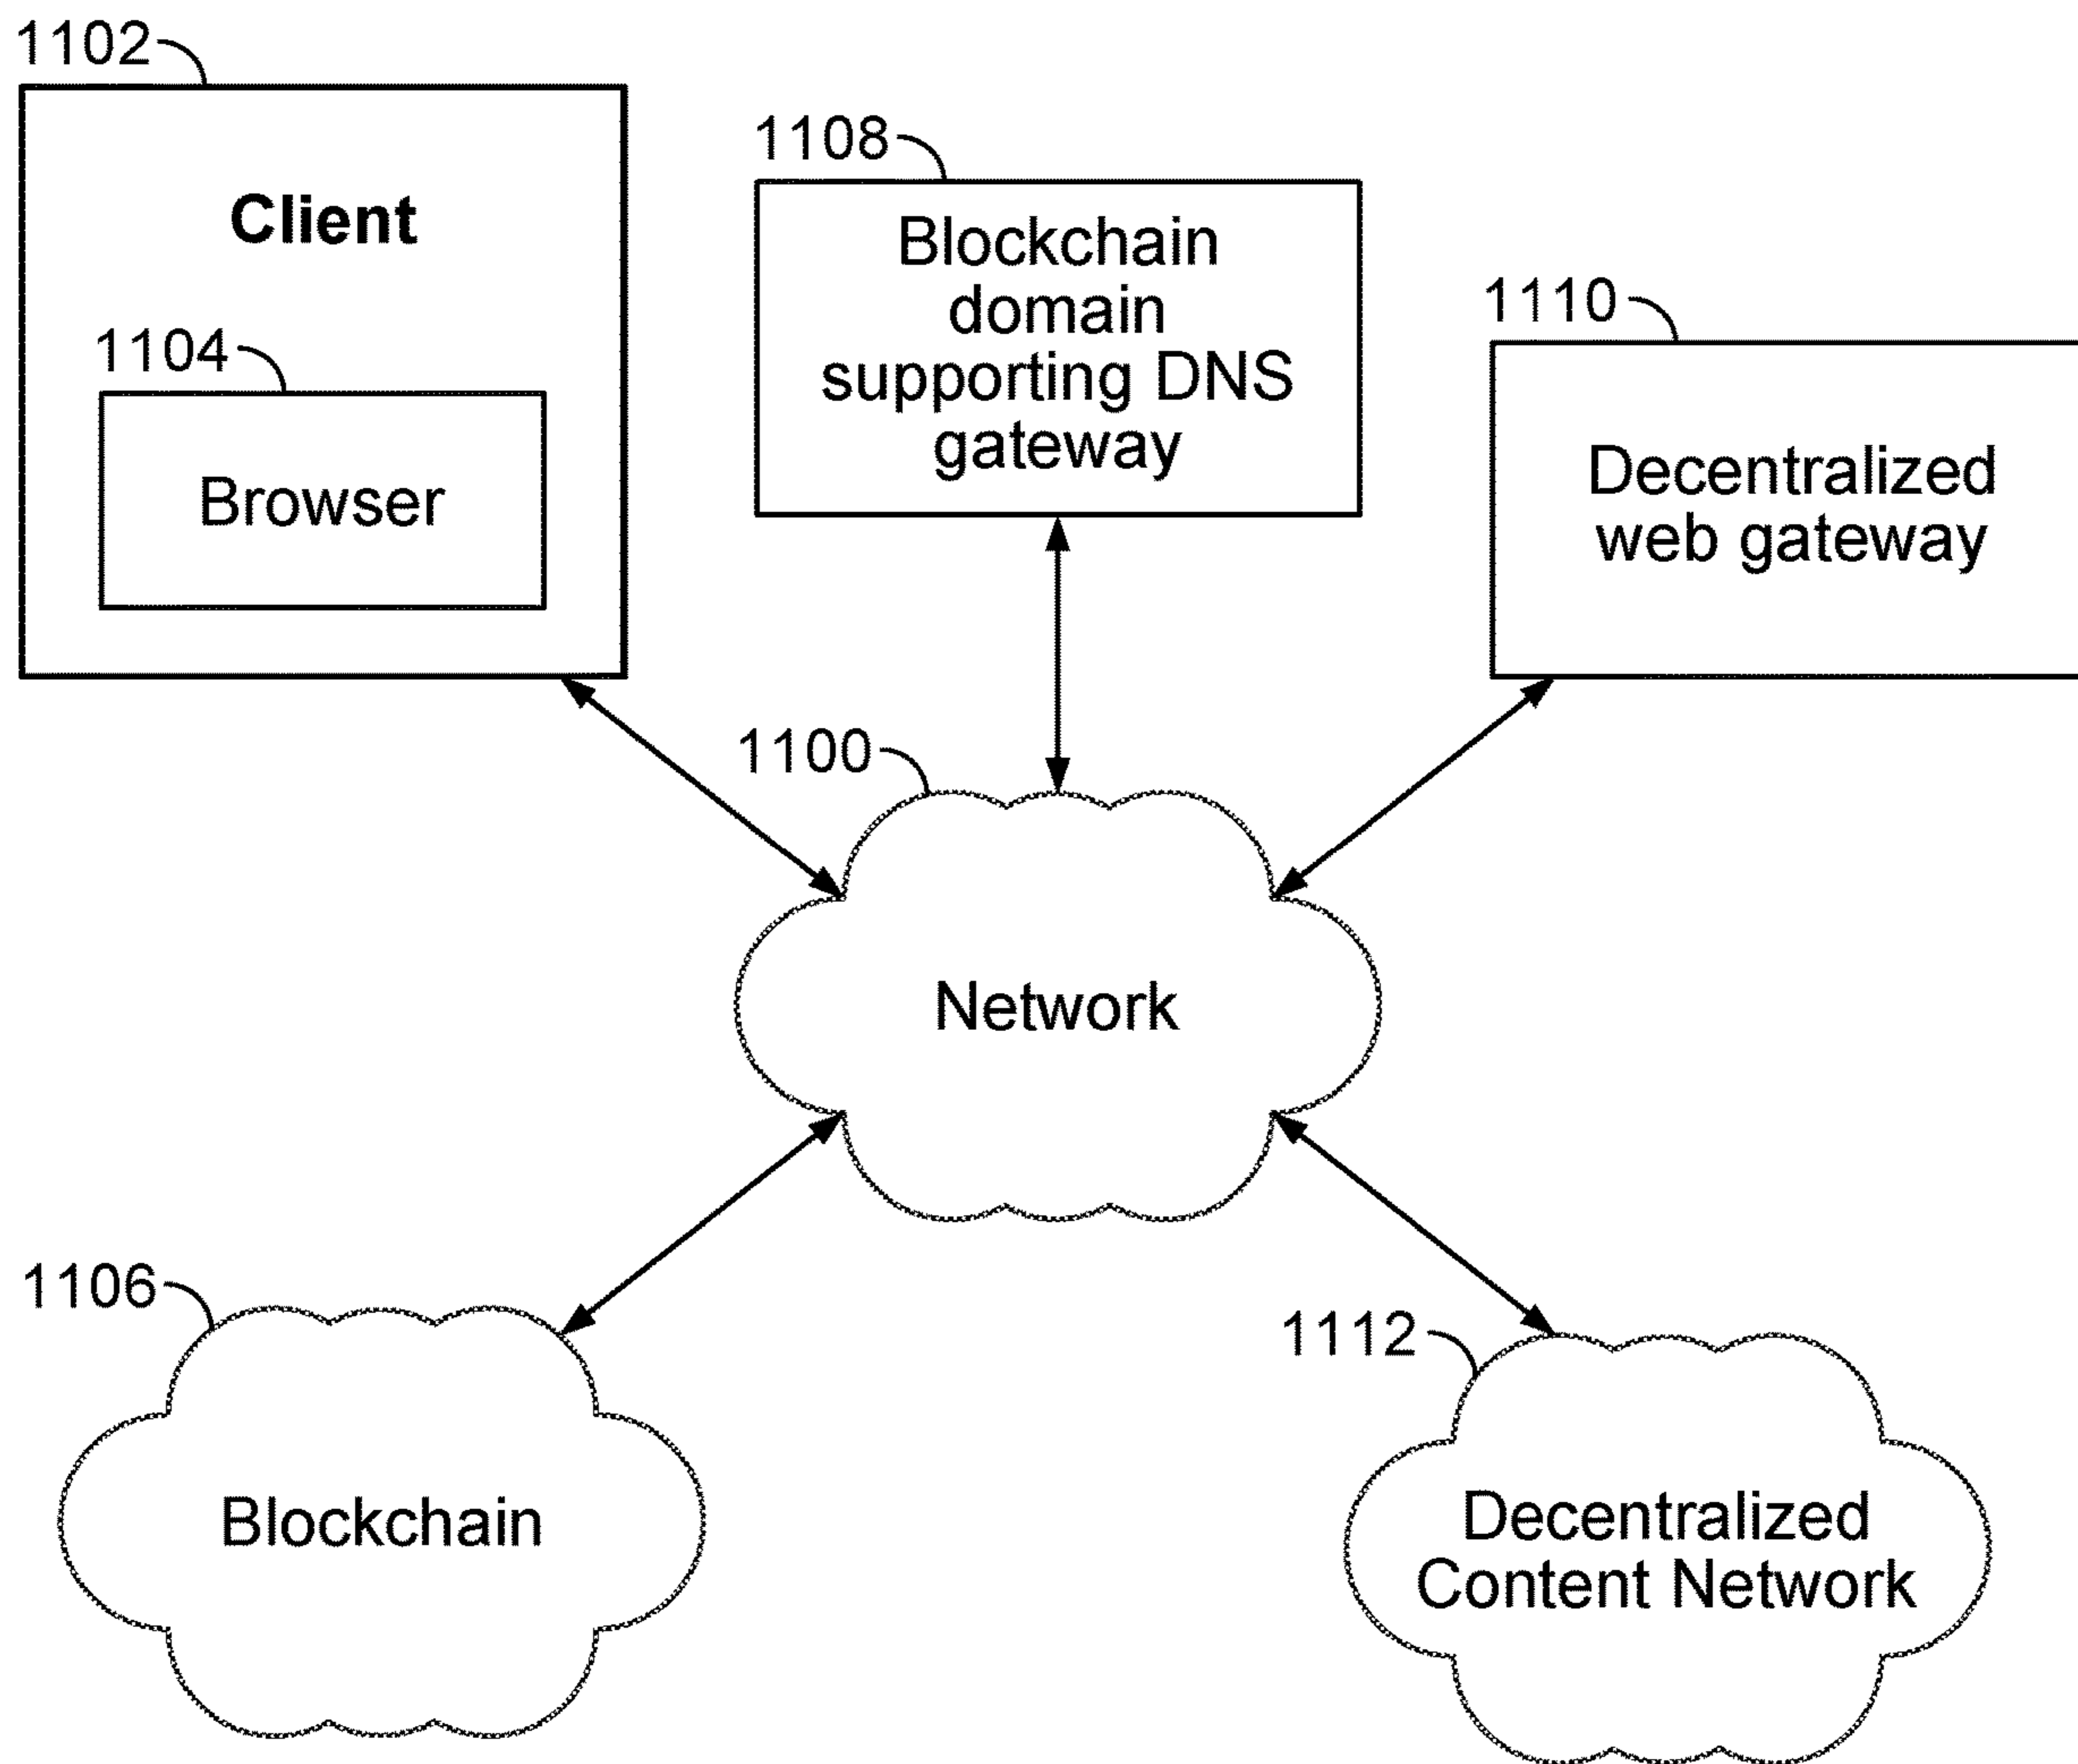 1102
Client
1104
Browser
1108
Blockchain
domain
supporting DNS
gateway
1110
Decentralized
web gateway
1100
Network
1106
Blockchain
1112
Decentralized
Content Network